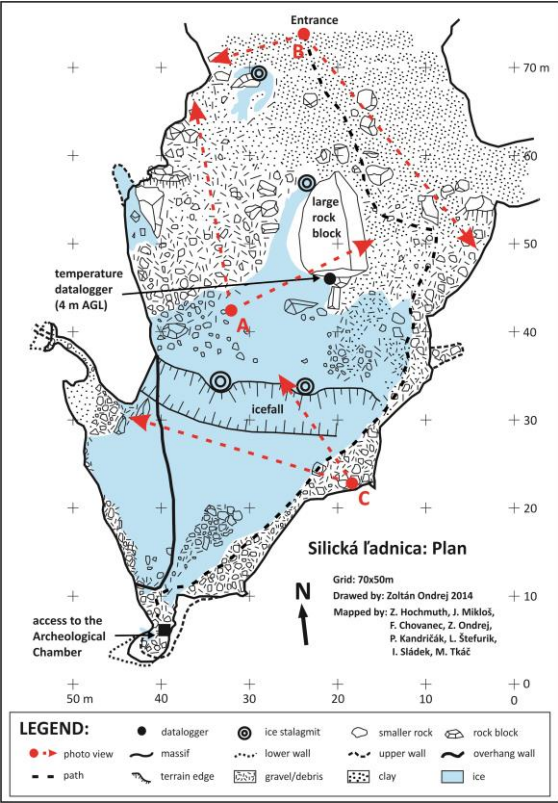 Entrance
B
70 m
60
large
rock
block
50
temperature
datalogger
(4 m AGL)
A
40
icefall
30
C
20
Silická ľadnica: Plan
Grid: 70x50m
Drawed by: Zoltán Ondrej 2014
N
Mapped by: Z. Hochmuth, J. Mikloš,
F. Chovanec, Z. Ondrej,
P. Kandričák, L. Štefurik,
I. Sládek, M. Tkáč
10
access to the
Archeological
Chamber
50 m
40
30
20
10
0
0
LEGEND:
datalogger
ice stalagmit
smaller rock
rock block
photo view
massif
lower wall
upper wall
overhang wall
path
terrain edge
gravel/debris
clay
ice